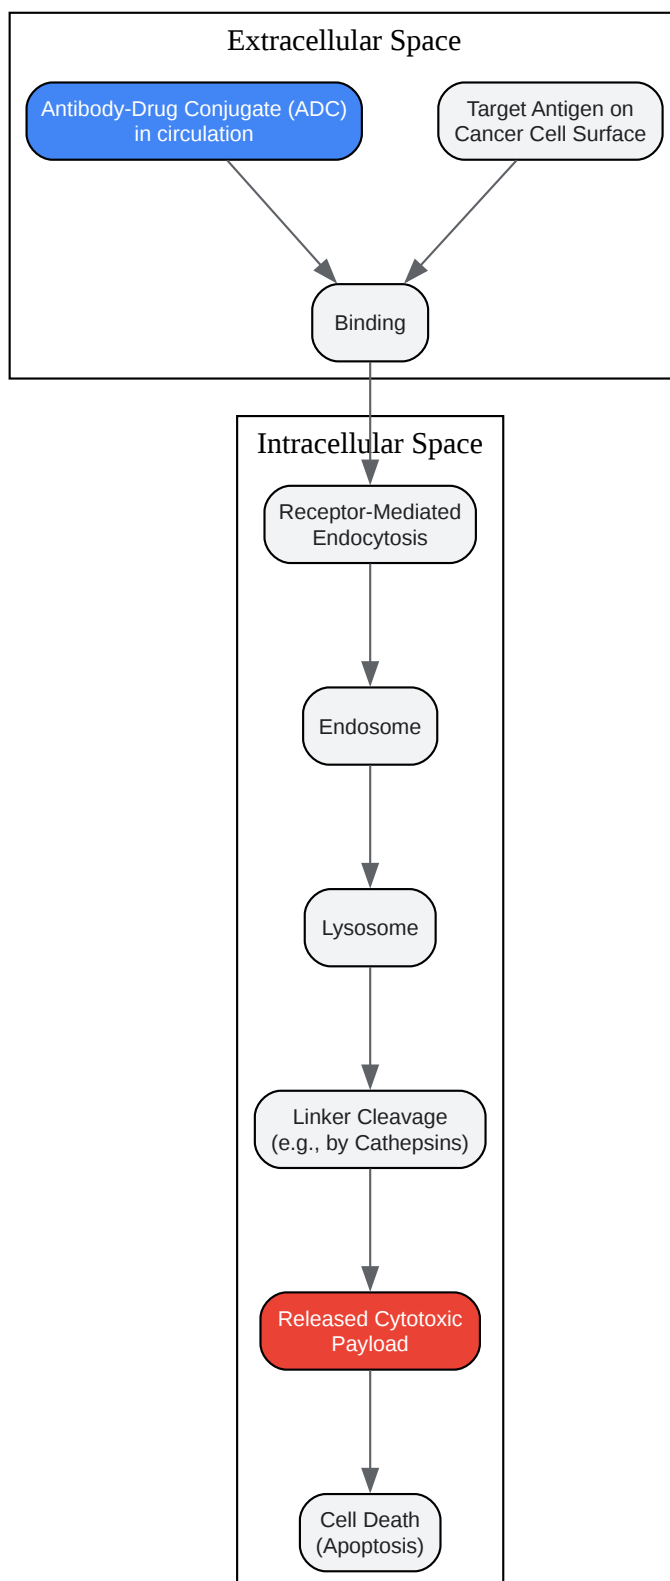 Extracellular Space
Antibody-Drug Conjugate (ADC)
in circulation
Target Antigen on
Cancer Cell Surface
Binding
Intracellular Space
Receptor-Mediated
Endocytosis
Endosome
Lysosome
Linker Cleavage
(e.g., by Cathepsins)
Released Cytotoxic
Payload
Cell Death
(Apoptosis)